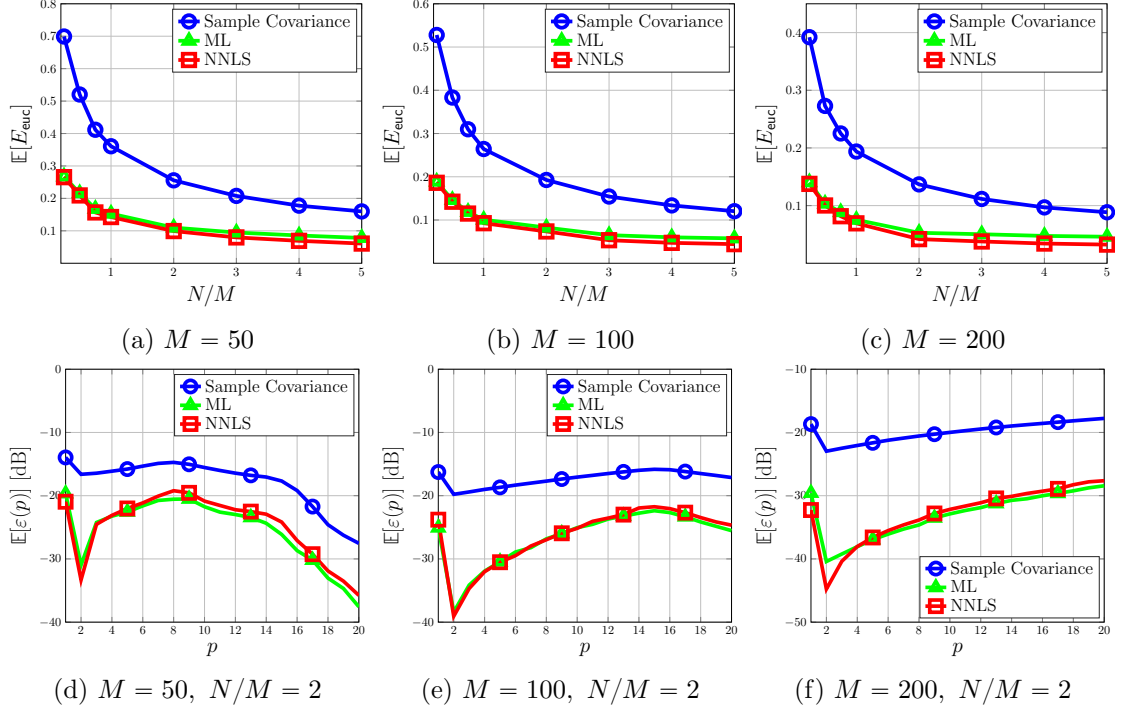 0.8
0.7
0.6
0.5
0.4
0.3
0.2
0.1
1 2 3 4 5
𝔼[E_euc]
N/M
Sample Covariance
ML
NNLS
(a) M = 50
0.6
0.5
0.4
0.3
0.2
0.1
1 2 3 4 5
𝔼[E_euc]
N/M
Sample Covariance
ML
NNLS
(b) M = 100
0.4
0.3
0.2
0.1
1 2 3 4 5
𝔼[E_euc]
N/M
Sample Covariance
ML
NNLS
(c) M = 200
0
−10
−20
−30
−40
2 4 6 8 10 12 14 16 18 20
𝔼[ε(p)] [dB]
p
Sample Covariance
ML
NNLS
(d) M = 50, N/M = 2
0
−10
−20
−30
−40
2 4 6 8 10 12 14 16 18 20
𝔼[ε(p)] [dB]
p
Sample Covariance
ML
NNLS
(e) M = 100, N/M = 2
−10
−20
−30
−40
−50
2 4 6 8 10 12 14 16 18 20
𝔼[ε(p)] [dB]
p
Sample Covariance
ML
NNLS
(f) M = 200, N/M = 2